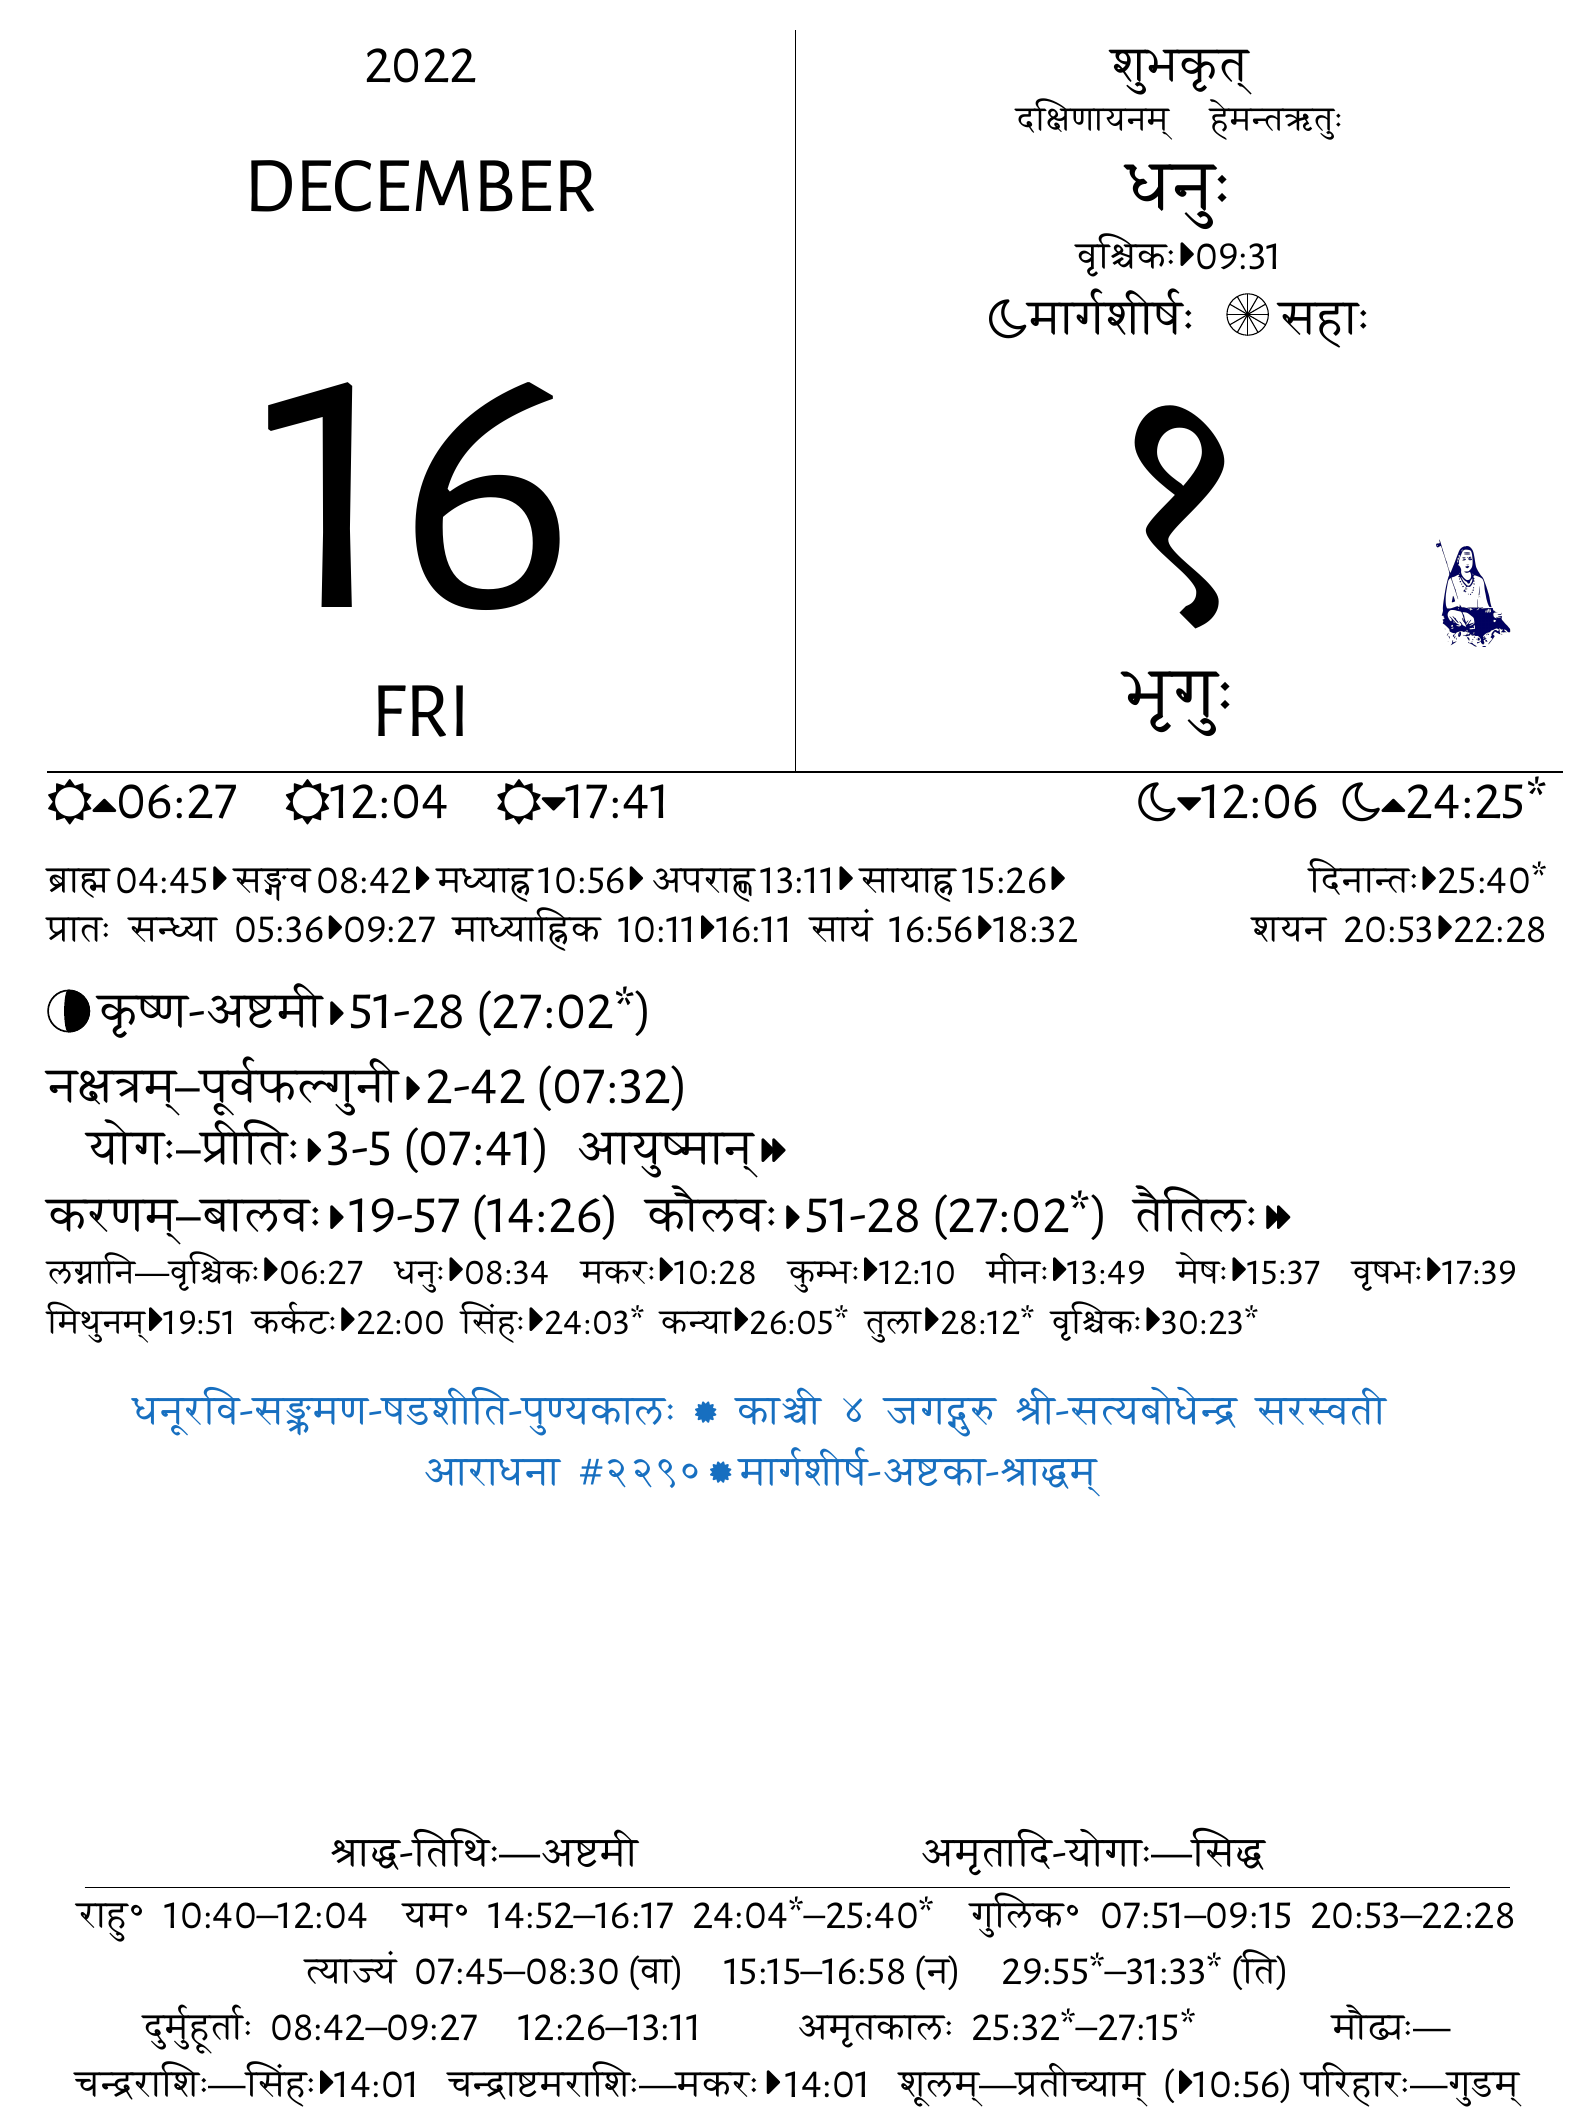 2022
DECEMBER
16
FRI
शुभकृत्
दक्षिणायनम् हेमन्तऋतुः
धनुः
वृश्चिकः⏵09:31
मार्गशीर्षः सहाः
१
भृगुः
06:27 12:04 17:41 12:06 24:25*
ब्राह्म 04:45⏵ सङ्गव 08:42⏵ मध्याह्न 10:56⏵ अपराह्ण 13:11⏵ सायाह्न 15:26⏵ दिनान्तः⏵25:40*
प्रातः सन्ध्या 05:36⏵09:27 माध्याह्निक 10:11⏵16:11 सायं 16:56⏵18:32 शयन 20:53⏵22:28
कृष्ण-अष्टमी⏵51-28 (27:02*)
नक्षत्रम्–पूर्वफल्गुनी⏵2-42 (07:32)
योगः–प्रीतिः⏵3-5 (07:41) आयुष्मान्⏩
करणम्–बालवः⏵19-57 (14:26) कौलवः⏵51-28 (27:02*) तैतिलः⏩
लग्नानि—वृश्चिकः⏵06:27 धनुः⏵08:34 मकरः⏵10:28 कुम्भः⏵12:10 मीनः⏵13:49 मेषः⏵15:37 वृषभः⏵17:39
मिथुनम्⏵19:51 कर्कटः⏵22:00 सिंहः⏵24:03* कन्या⏵26:05* तुला⏵28:12* वृश्चिकः⏵30:23*
धनूरवि-सङ्क्रमण-षडशीति-पुण्यकालः ✹ काञ्ची ४ जगद्गुरु श्री-सत्यबोधेन्द्र सरस्वती
आराधना #२२९० ✹ मार्गशीर्ष-अष्टका-श्राद्धम्
श्राद्ध-तिथिः—अष्टमी अमृतादि-योगाः—सिद्ध
राहु॰ 10:40–12:04 यम॰ 14:52–16:17 24:04*–25:40* गुलिक॰ 07:51–09:15 20:53–22:28
त्याज्यं 07:45–08:30 (वा) 15:15–16:58 (न) 29:55*–31:33* (ति)
दुर्मुहूर्ताः 08:42–09:27 12:26–13:11 अमृतकालः 25:32*–27:15* मौढ्यः—
चन्द्रराशिः—सिंहः⏵14:01 चन्द्राष्टमराशिः—मकरः⏵14:01 शूलम्—प्रतीच्याम् (⏵10:56) परिहारः—गुडम्